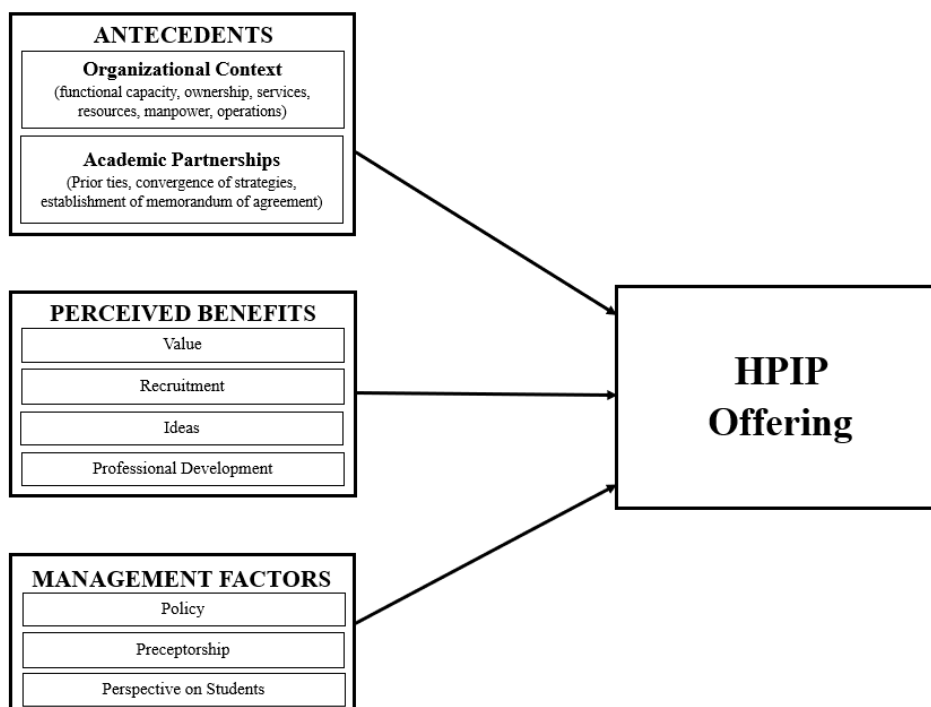 ANTECEDENTS
Organizational Context
(functional capacity, ownership, services,
resources, manpower, operations)
Academic Partnerships
(Prior ties, convergence of strategies,
establishment of memorandum of agreement)
PERCEIVED BENEFITS
Value
Recruitment
Ideas
Professional Development
MANAGEMENT FACTORS
Policy
Preceptorship
Perspective on Students
HPIP
Offering